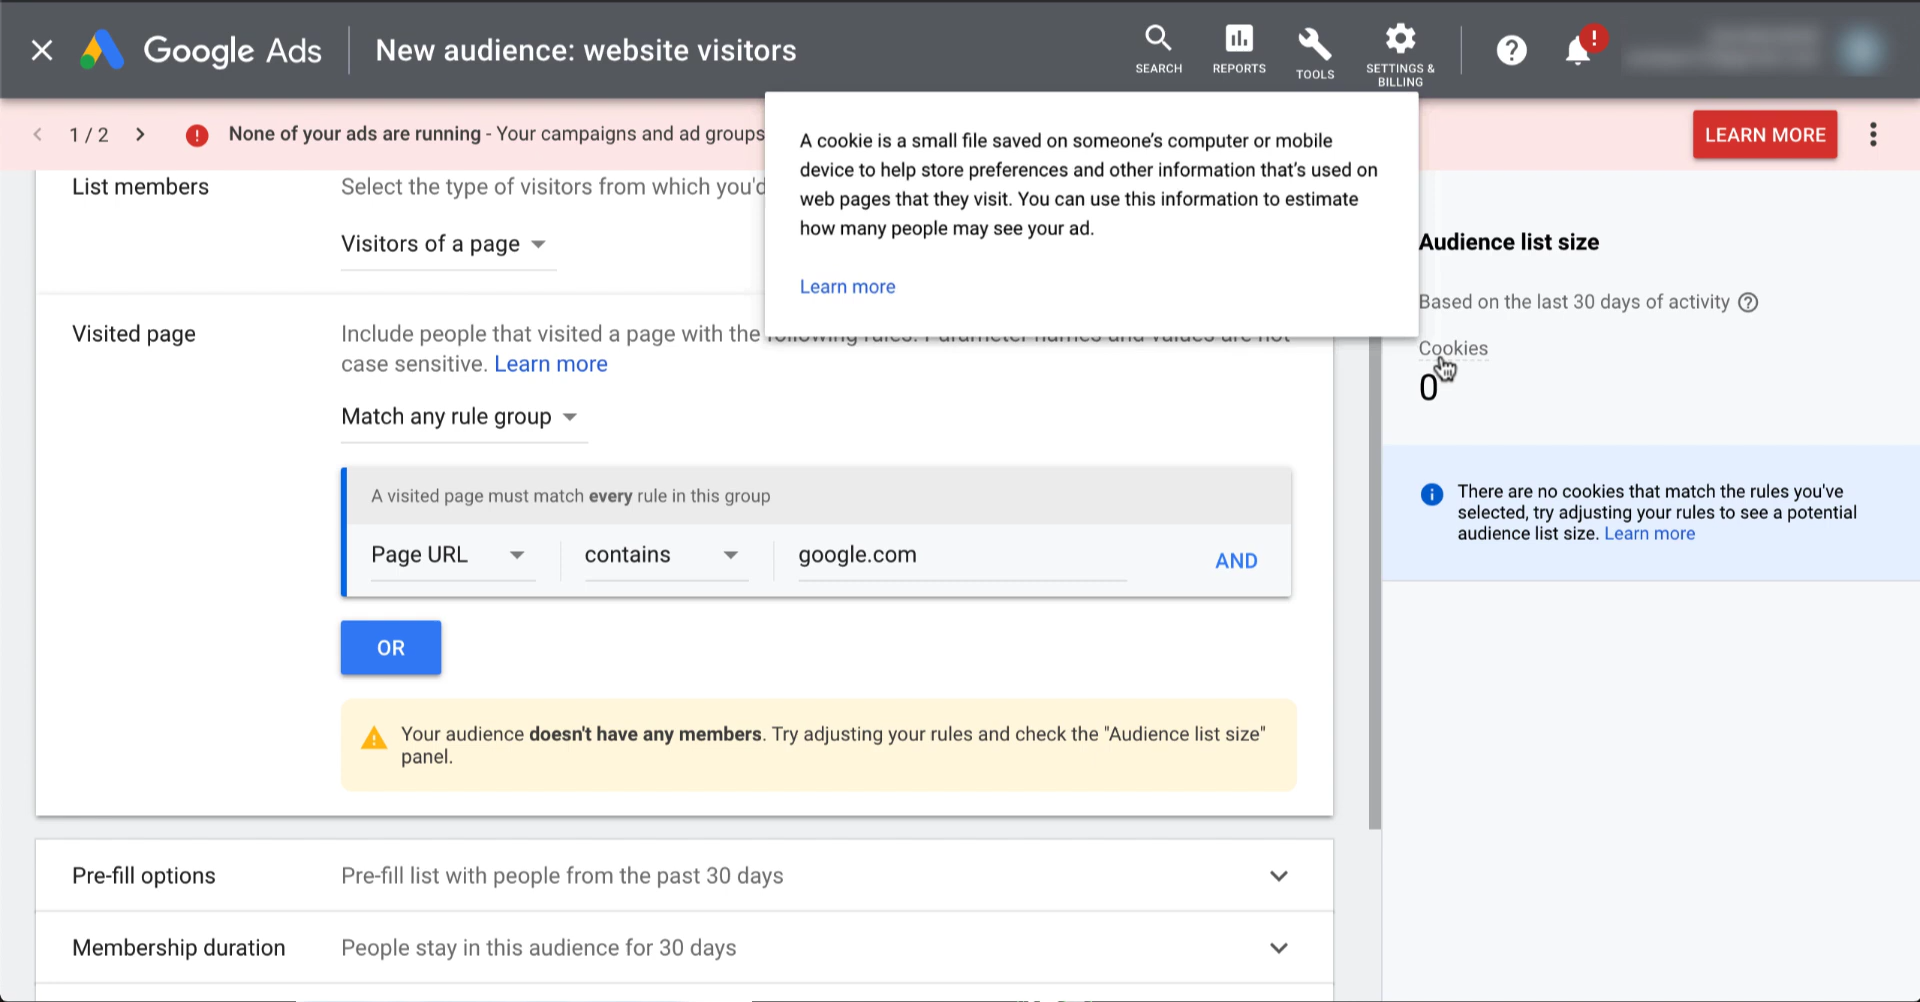 Google Ads
New audience: website visitors
SEARCH
REPORTS
TOOLS
SETTINGS &
BILLING
!
1 / 2
None of your ads are running - Your campaigns and ad groups
LEARN MORE
A cookie is a small file saved on someone's computer or mobile
device to help store preferences and other information that's used on
web pages that they visit. You can use this information to estimate
how many people may see your ad.
Learn more
List members
Select the type of visitors from which you'd
Visitors of a page
Visited page
Include people that visited a page with the following rules. Parameter names and values are not
case sensitive. Learn more
Match any rule group
A visited page must match every rule in this group
Page URL
contains
google.com
AND
OR
Your audience doesn't have any members. Try adjusting your rules and check the "Audience list size"
panel.
Pre-fill options
Pre-fill list with people from the past 30 days
Membership duration
People stay in this audience for 30 days
Audience list size
Based on the last 30 days of activity
Cookies
0
There are no cookies that match the rules you've
selected, try adjusting your rules to see a potential
audience list size. Learn more